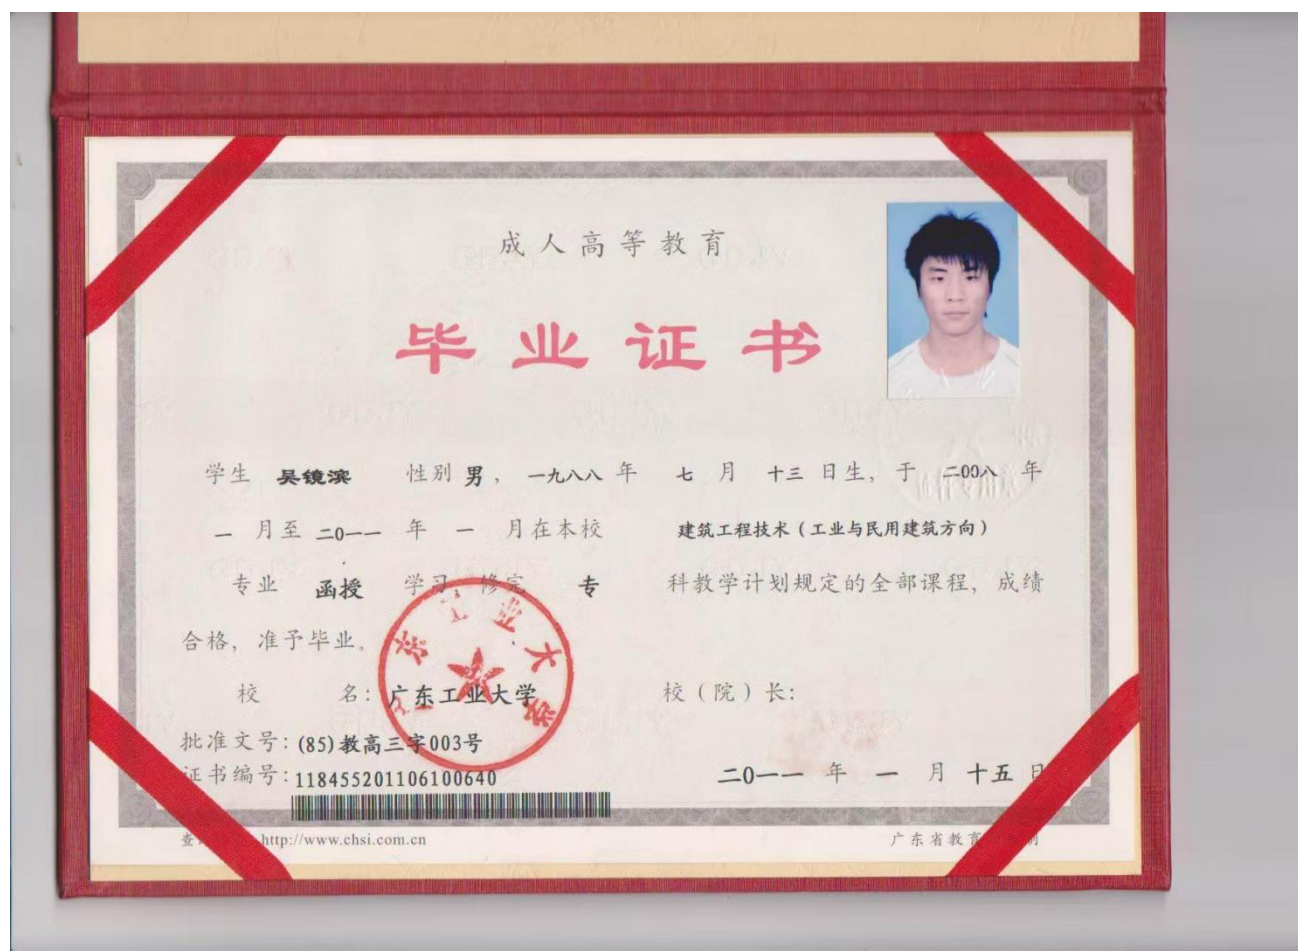 成人高等教育
毕业证书
学生 吴镜滨 性别 男， 一九八八 年 七 月 十三 日生，于 二00八 年
一 月至 二0一一 年 一 月在本校 建筑工程技术（工业与民用建筑方向）
专业 函授 学习，修完 专 科教学计划规定的全部课程，成绩
合格，准予毕业。
校 名：广东工业大学 校（院）长：
批准文号：(85)教高三字003号
证书编号：118455201106100640 二0一一 年 一 月 十五 日
http://www.chsi.com.cn 广东省教育
广东工业大学